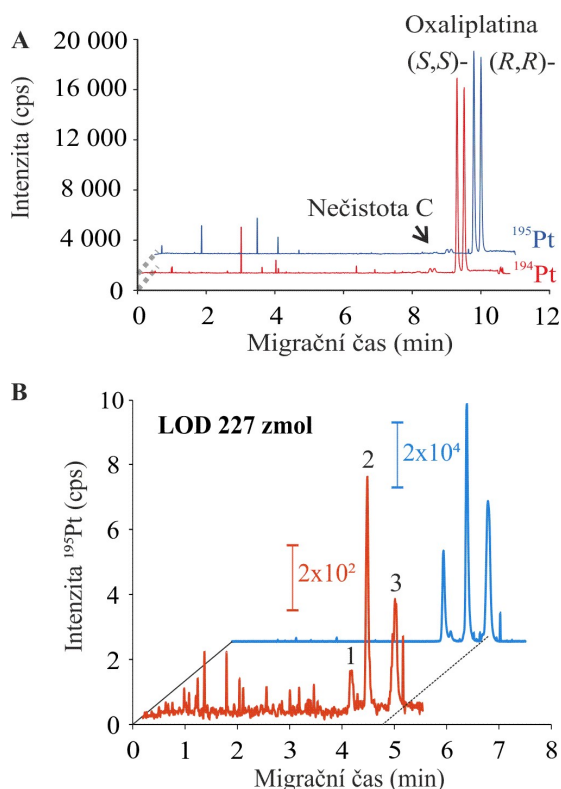 A
Oxaliplatina
(S,S)- (R,R)-
Intenzita (cps)
20 000
16 000
12 000
8 000
4 000
0
Nečistota C
¹⁹⁵Pt
¹⁹⁴Pt
0 2 4 6 8 10 12
Migrační čas (min)
B
LOD 227 zmol
Intenzita ¹⁹⁵Pt (cps)
10
8
6
4
2
0
2x10⁴
2x10²
1
2
3
0 1 2 3 4 5 6 7 8
Migrační čas (min)